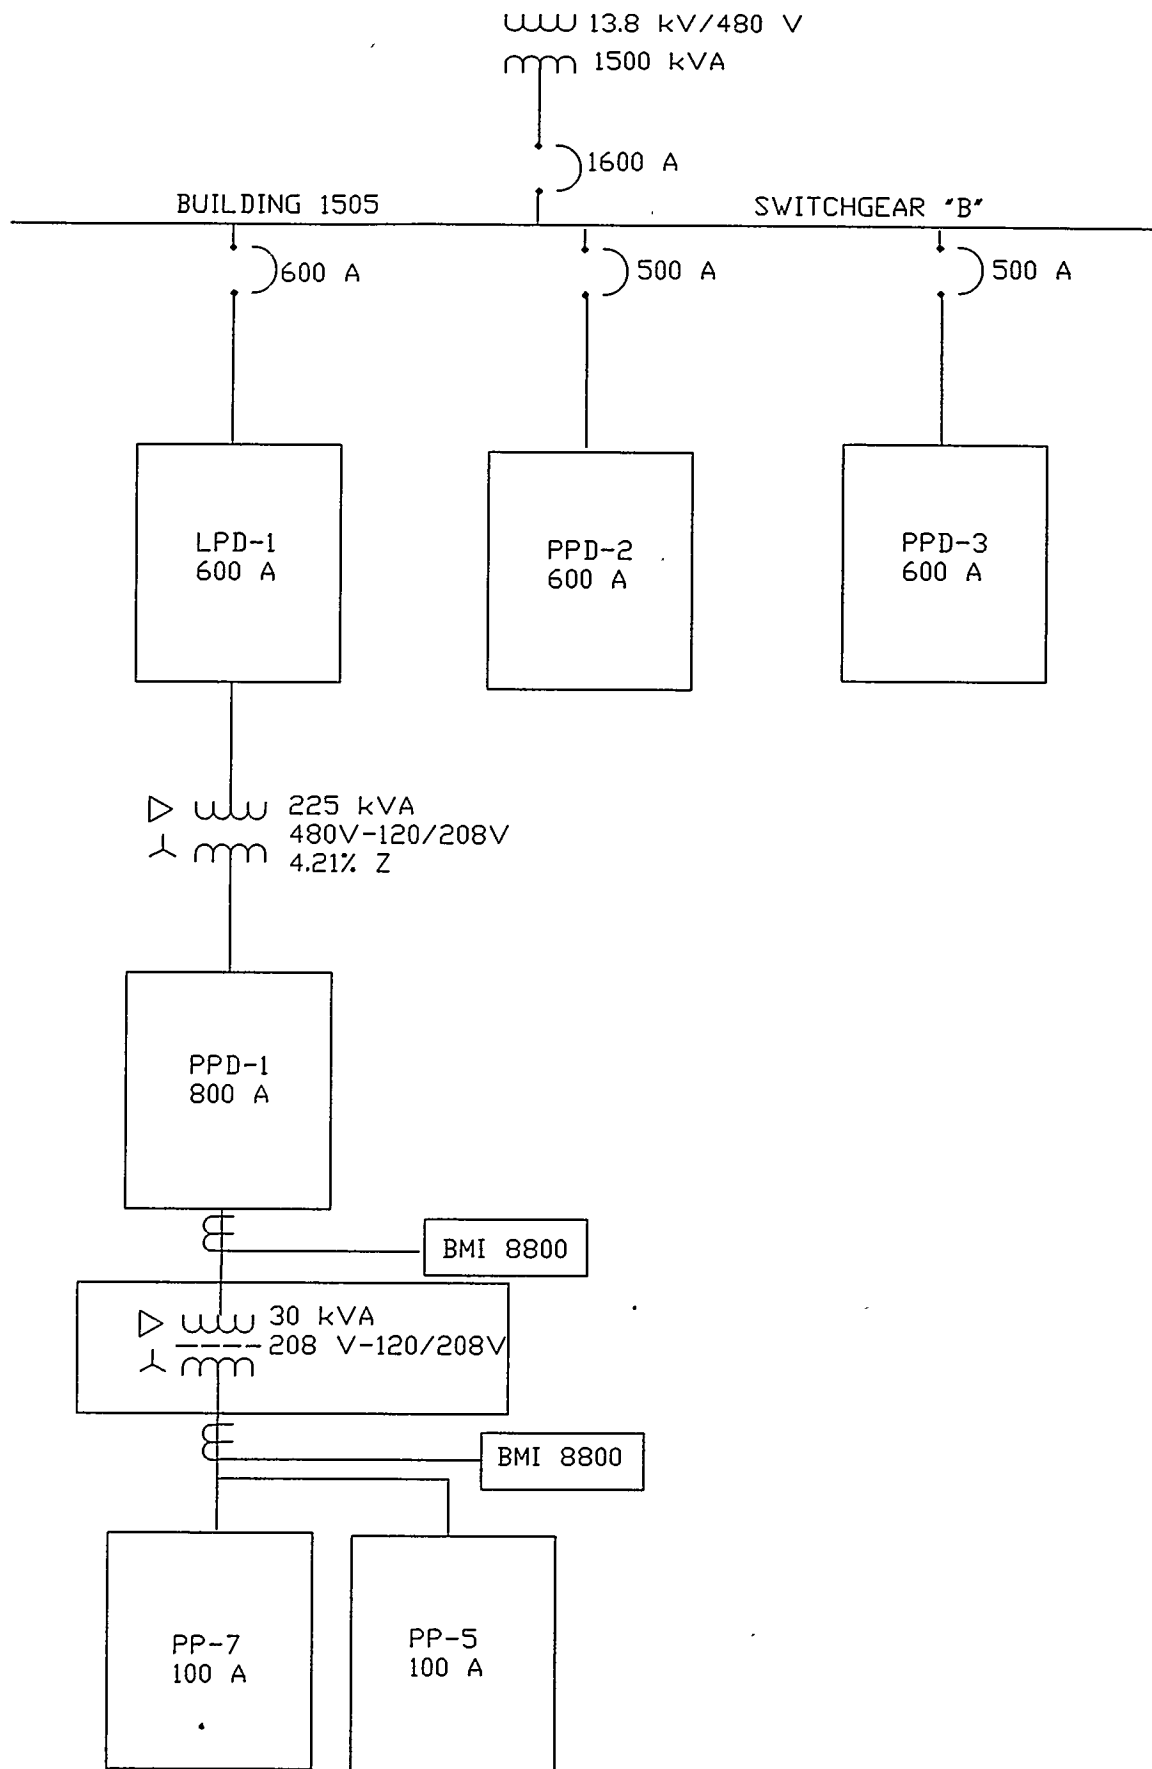 13.8 kV/480 V
1500 kVA
1600 A
BUILDING 1505
SWITCHGEAR "B"
600 A
500 A
500 A
LPD-1
600 A
PPD-2
600 A
PPD-3
600 A
225 kVA
480V-120/208V
4.21% Z
PPD-1
800 A
BMI 8800
30 kVA
208 V-120/208V
BMI 8800
PP-7
100 A
PP-5
100 A